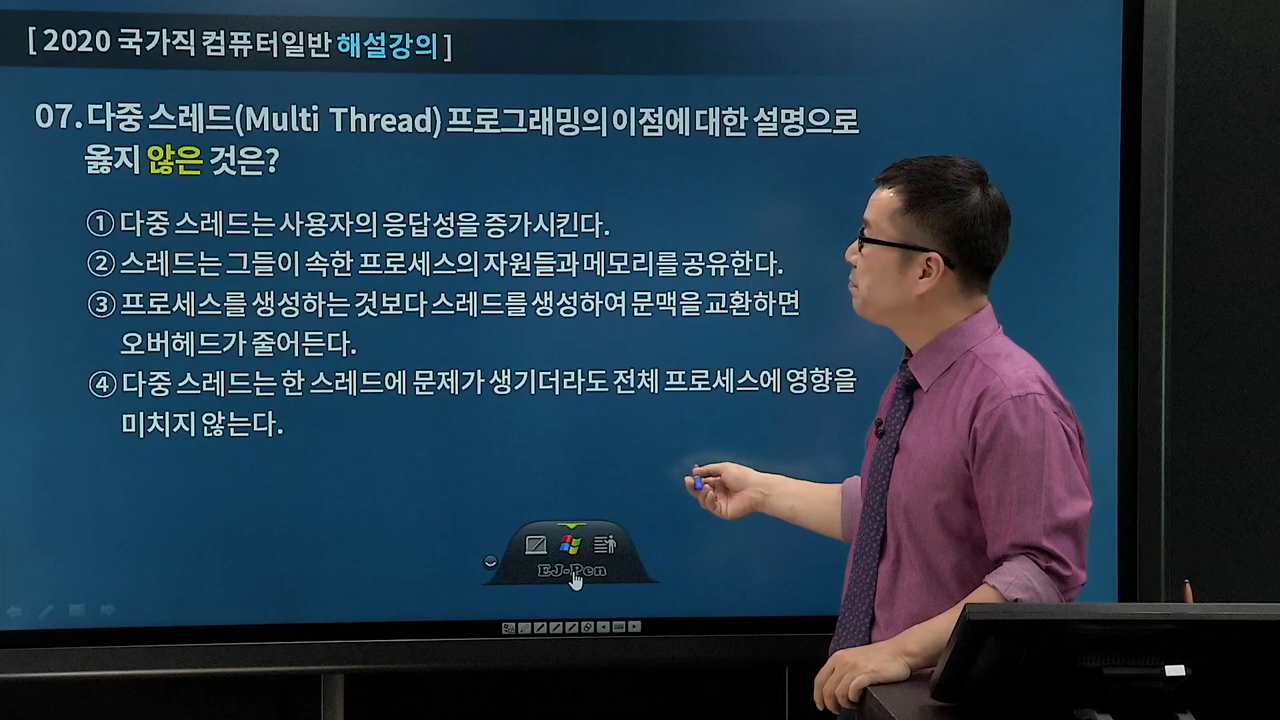 [ 2020 국가직 컴퓨터일반 해설강의 ]
07. 다중 스레드(Multi Thread) 프로그래밍의 이점에 대한 설명으로
옳지 않은 것은?
① 다중 스레드는 사용자의 응답성을 증가시킨다.
② 스레드는 그들이 속한 프로세스의 자원들과 메모리를 공유한다.
③ 프로세스를 생성하는 것보다 스레드를 생성하여 문맥을 교환하면
오버헤드가 줄어든다.
④ 다중 스레드는 한 스레드에 문제가 생기더라도 전체 프로세스에 영향을
미치지 않는다.
EJ-Pen